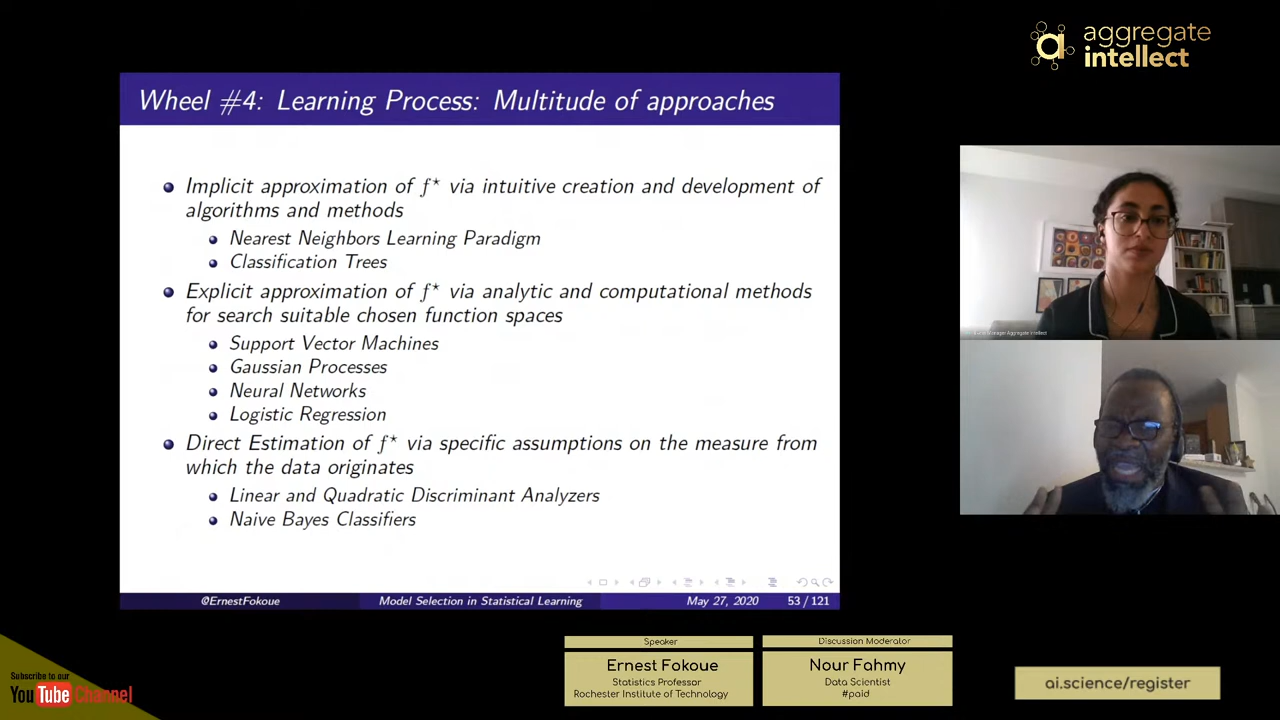 aggregate
intellect
Wheel #4: Learning Process: Multitude of approaches
Implicit approximation of f* via intuitive creation and development of
algorithms and methods
Nearest Neighbors Learning Paradigm
Classification Trees
Explicit approximation of f* via analytic and computational methods
for search suitable chosen function spaces
Support Vector Machines
Gaussian Processes
Neural Networks
Logistic Regression
Direct Estimation of f* via specific assumptions on the measure from
which the data originates
Linear and Quadratic Discriminant Analyzers
Naive Bayes Classifiers
@ErnestFokoue
Model Selection in Statistical Learning
May 27, 2020
53 / 121
Aggregate Intellect
Speaker
Ernest Fokoue
Statistics Professor
Rochester Institute of Technology
Discussion Moderator
Nour Fahmy
Data Scientist
#paid
Subscribe to our
YouTube Channel
ai.science/register